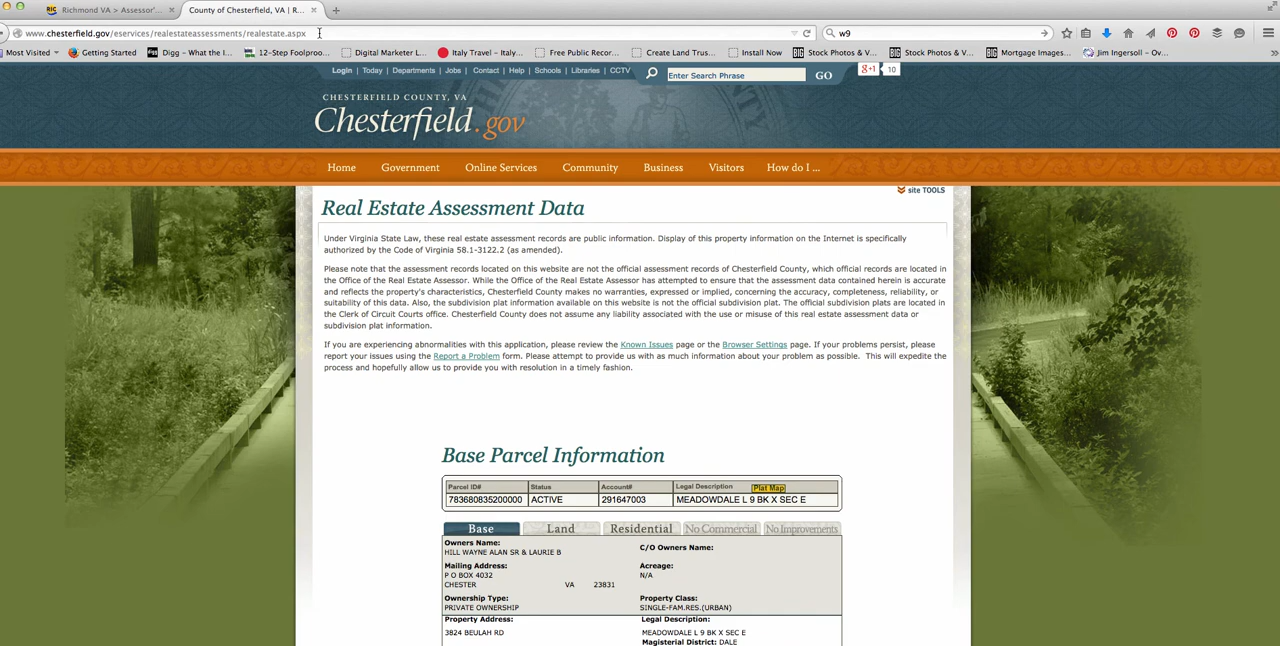 Richmond VA > Assessor'...
County of Chesterfield, VA | R...
www.chesterfield.gov/eservices/realestateassessments/realestate.aspx
w9
Most Visited
Getting Started
Digg - What the I...
12-Step Foolproo...
Digital Marketer L...
Italy Travel - Italy...
Free Public Recor...
Create Land Trus...
Install Now
Stock Photos & V...
Stock Photos & V...
Mortgage Images...
Jim Ingersoll - Ov...
Login | Today | Departments | Jobs | Contact | Help | Schools | Libraries | CCTV
Enter Search Phrase
GO
g+1 10
CHESTERFIELD COUNTY, VA
Chesterfield.gov
Home Government Online Services Community Business Visitors How do I ...
site TOOLS
Real Estate Assessment Data
Under Virginia State Law, these real estate assessment records are public information. Display of this property information on the Internet is specifically
authorized by the Code of Virginia 58.1-3122.2 (as amended).
Please note that the assessment records located on this website are not the official assessment records of Chesterfield County, which official records are located in
the Office of the Real Estate Assessor. While the Office of the Real Estate Assessor has attempted to ensure that the assessment data contained herein is accurate
and reflects the property's characteristics, Chesterfield County makes no warranties, expressed or implied, concerning the accuracy, completeness, reliability, or
suitability of this data. Also, the subdivision plat information available on this website is not the official subdivision plat. The official subdivision plats are located in
the Clerk of Circuit Courts office. Chesterfield County does not assume any liability associated with the use or misuse of this real estate assessment data or
subdivision plat information.
If you are experiencing abnormalities with this application, please review the Known Issues page or the Browser Settings page. If your problems persist, please
report your issues using the Report a Problem form. Please attempt to provide us with as much information about your problem as possible. This will expedite the
process and hopefully allow us to provide you with resolution in a timely fashion.
Base Parcel Information
Parcel ID# Status Account# Legal Description Plat Map
783680835200000 ACTIVE 291647003 MEADOWDALE L 9 BK X SEC E
Base Land Residential No Commercial No Improvements
Owners Name: C/O Owners Name:
HILL WAYNE ALAN SR & LAURIE B
Mailing Address: Acreage:
P O BOX 4032 N/A
CHESTER VA 23831
Ownership Type: Property Class:
PRIVATE OWNERSHIP SINGLE-FAM.RES.(URBAN)
Property Address: Legal Description:
3824 BEULAH RD MEADOWDALE L 9 BK X SEC E
Magisterial District: DALE